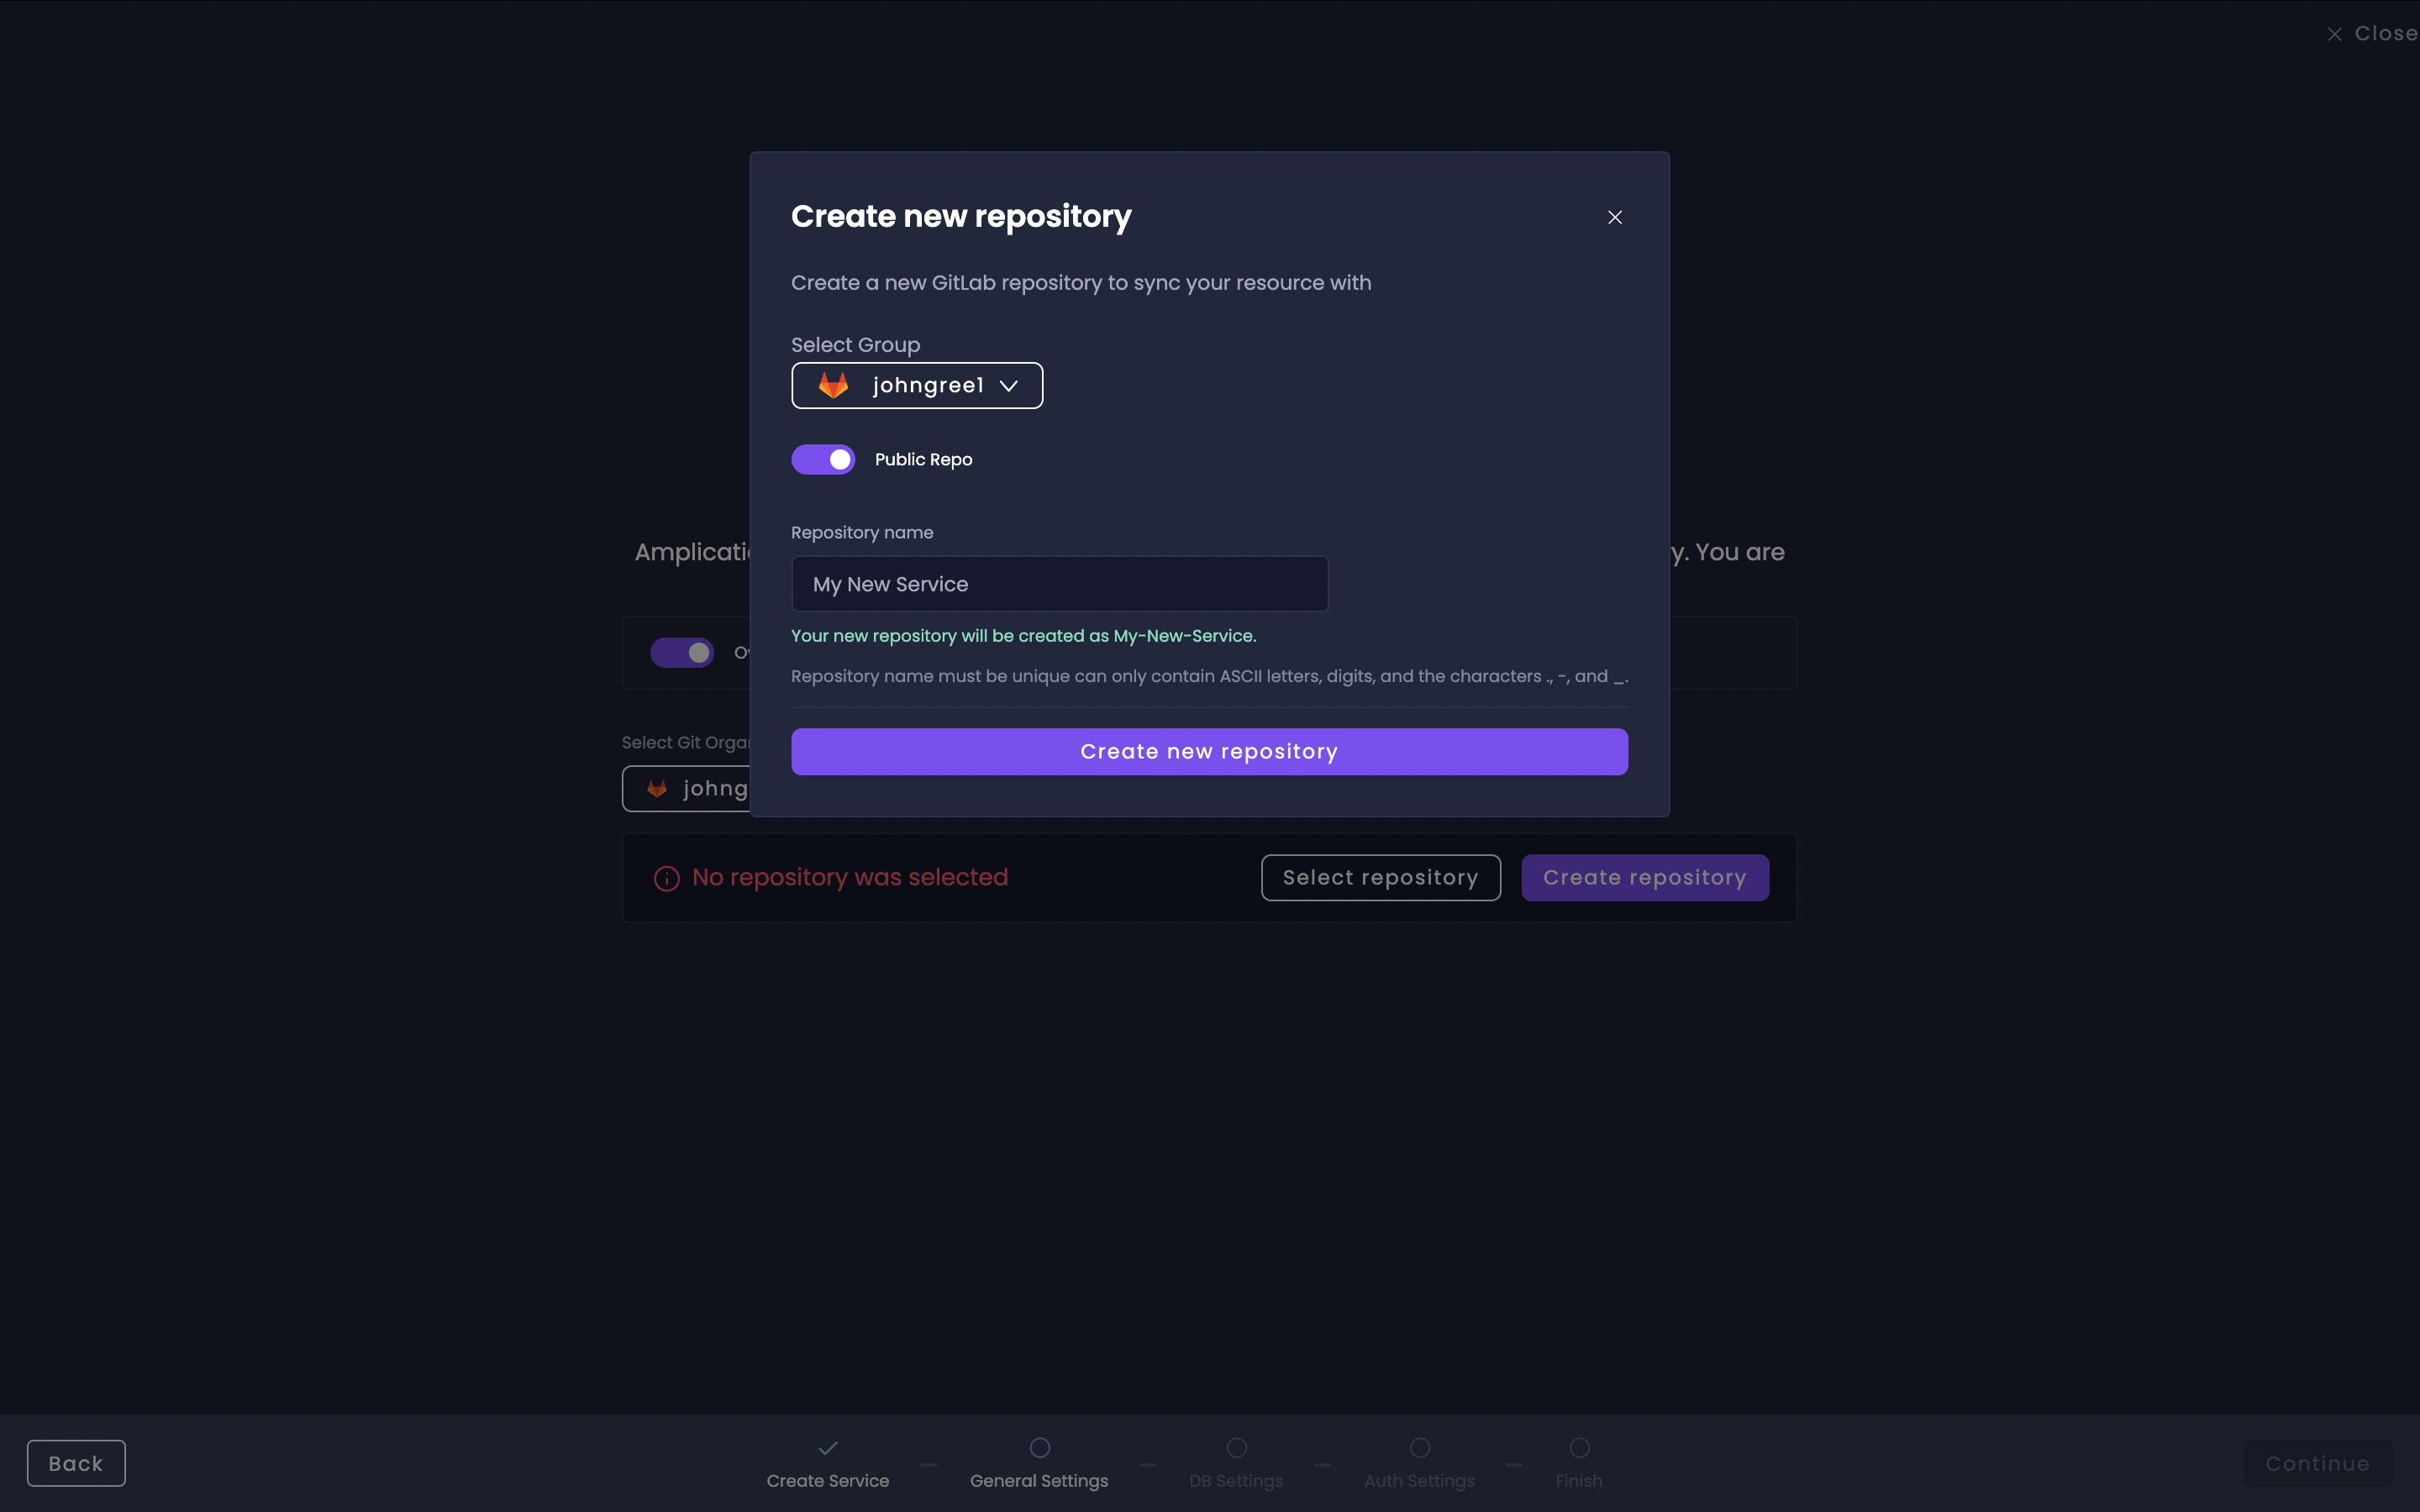 Close
Create new repository
Create a new GitLab repository to sync your resource with
Select Group
johngree1
Public Repo
Repository name
My New Service
Your new repository will be created as My-New-Service.
Repository name must be unique can only contain ASCII letters, digits, and the characters ., -, and _.
Create new repository
y. You are
Select Git
johng
No repository was selected
Select repository
Create repository
Back
Create Service
General Settings
DB Settings
Auth Settings
Finish
Continue